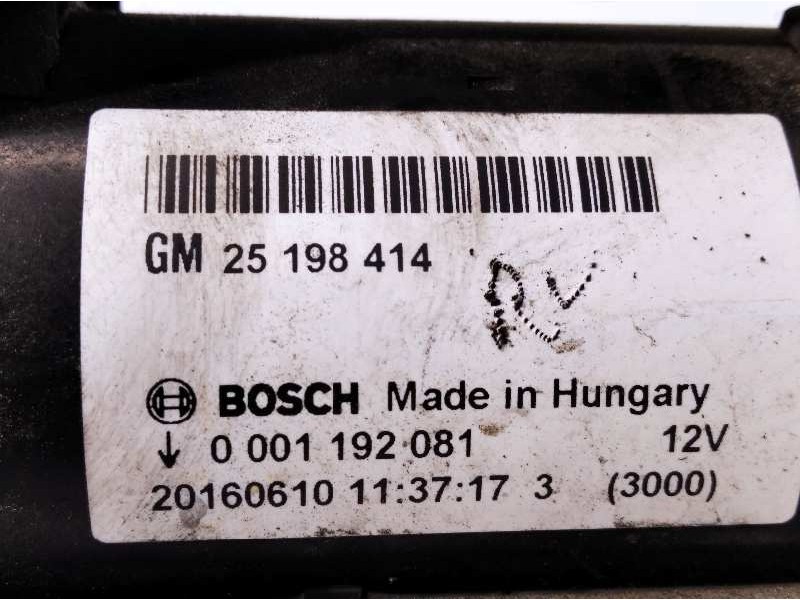 GM 25 198 414
RV
BOSCH Made in Hungary
↓ 0 001 192 081 12V
20160610 11:37:17 3 (3000)